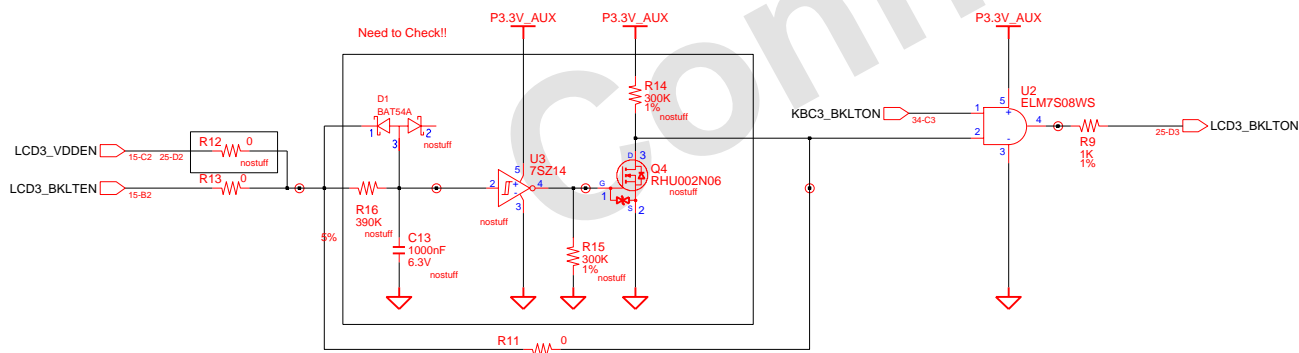 Conf
P3.3V_AUX
P3.3V_AUX
P3.3V_AUX
Need to Check!!
D1
BAT54A
1
2
3
nostuff
R14
300K
1%
nostuff
U2
ELM7S08WS
KBC3_BKLTON
34-C3
1
2
5
+
-
4
3
R9
1K
1%
25-D3
LCD3_BKLTON
LCD3_VDDEN
15-C2 25-D2
R12
0
nostuff
LCD3_BKLTEN
15-B2
R13
0
R16
390K
nostuff
5%
C13
1000nF
6.3V
nostuff
U3
7SZ14
2
5
+
-
4
3
nostuff
R15
300K
1%
nostuff
D
3
Q4
RHU002N06
nostuff
G
1
S
2
R11
0